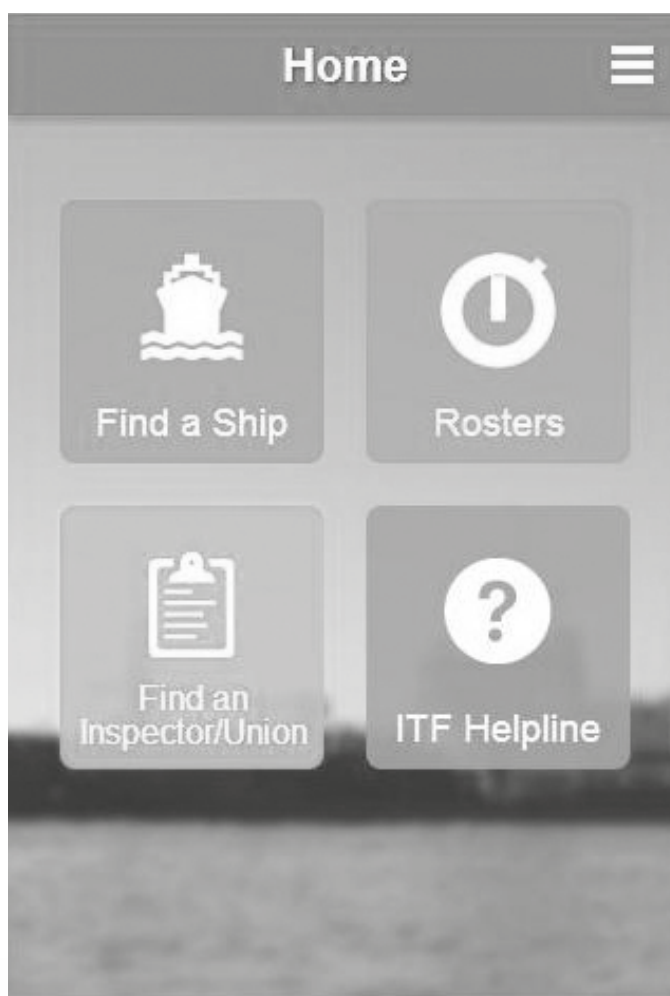 Home
Find a Ship
Rosters
Find an
Inspector/Union
ITF Helpline